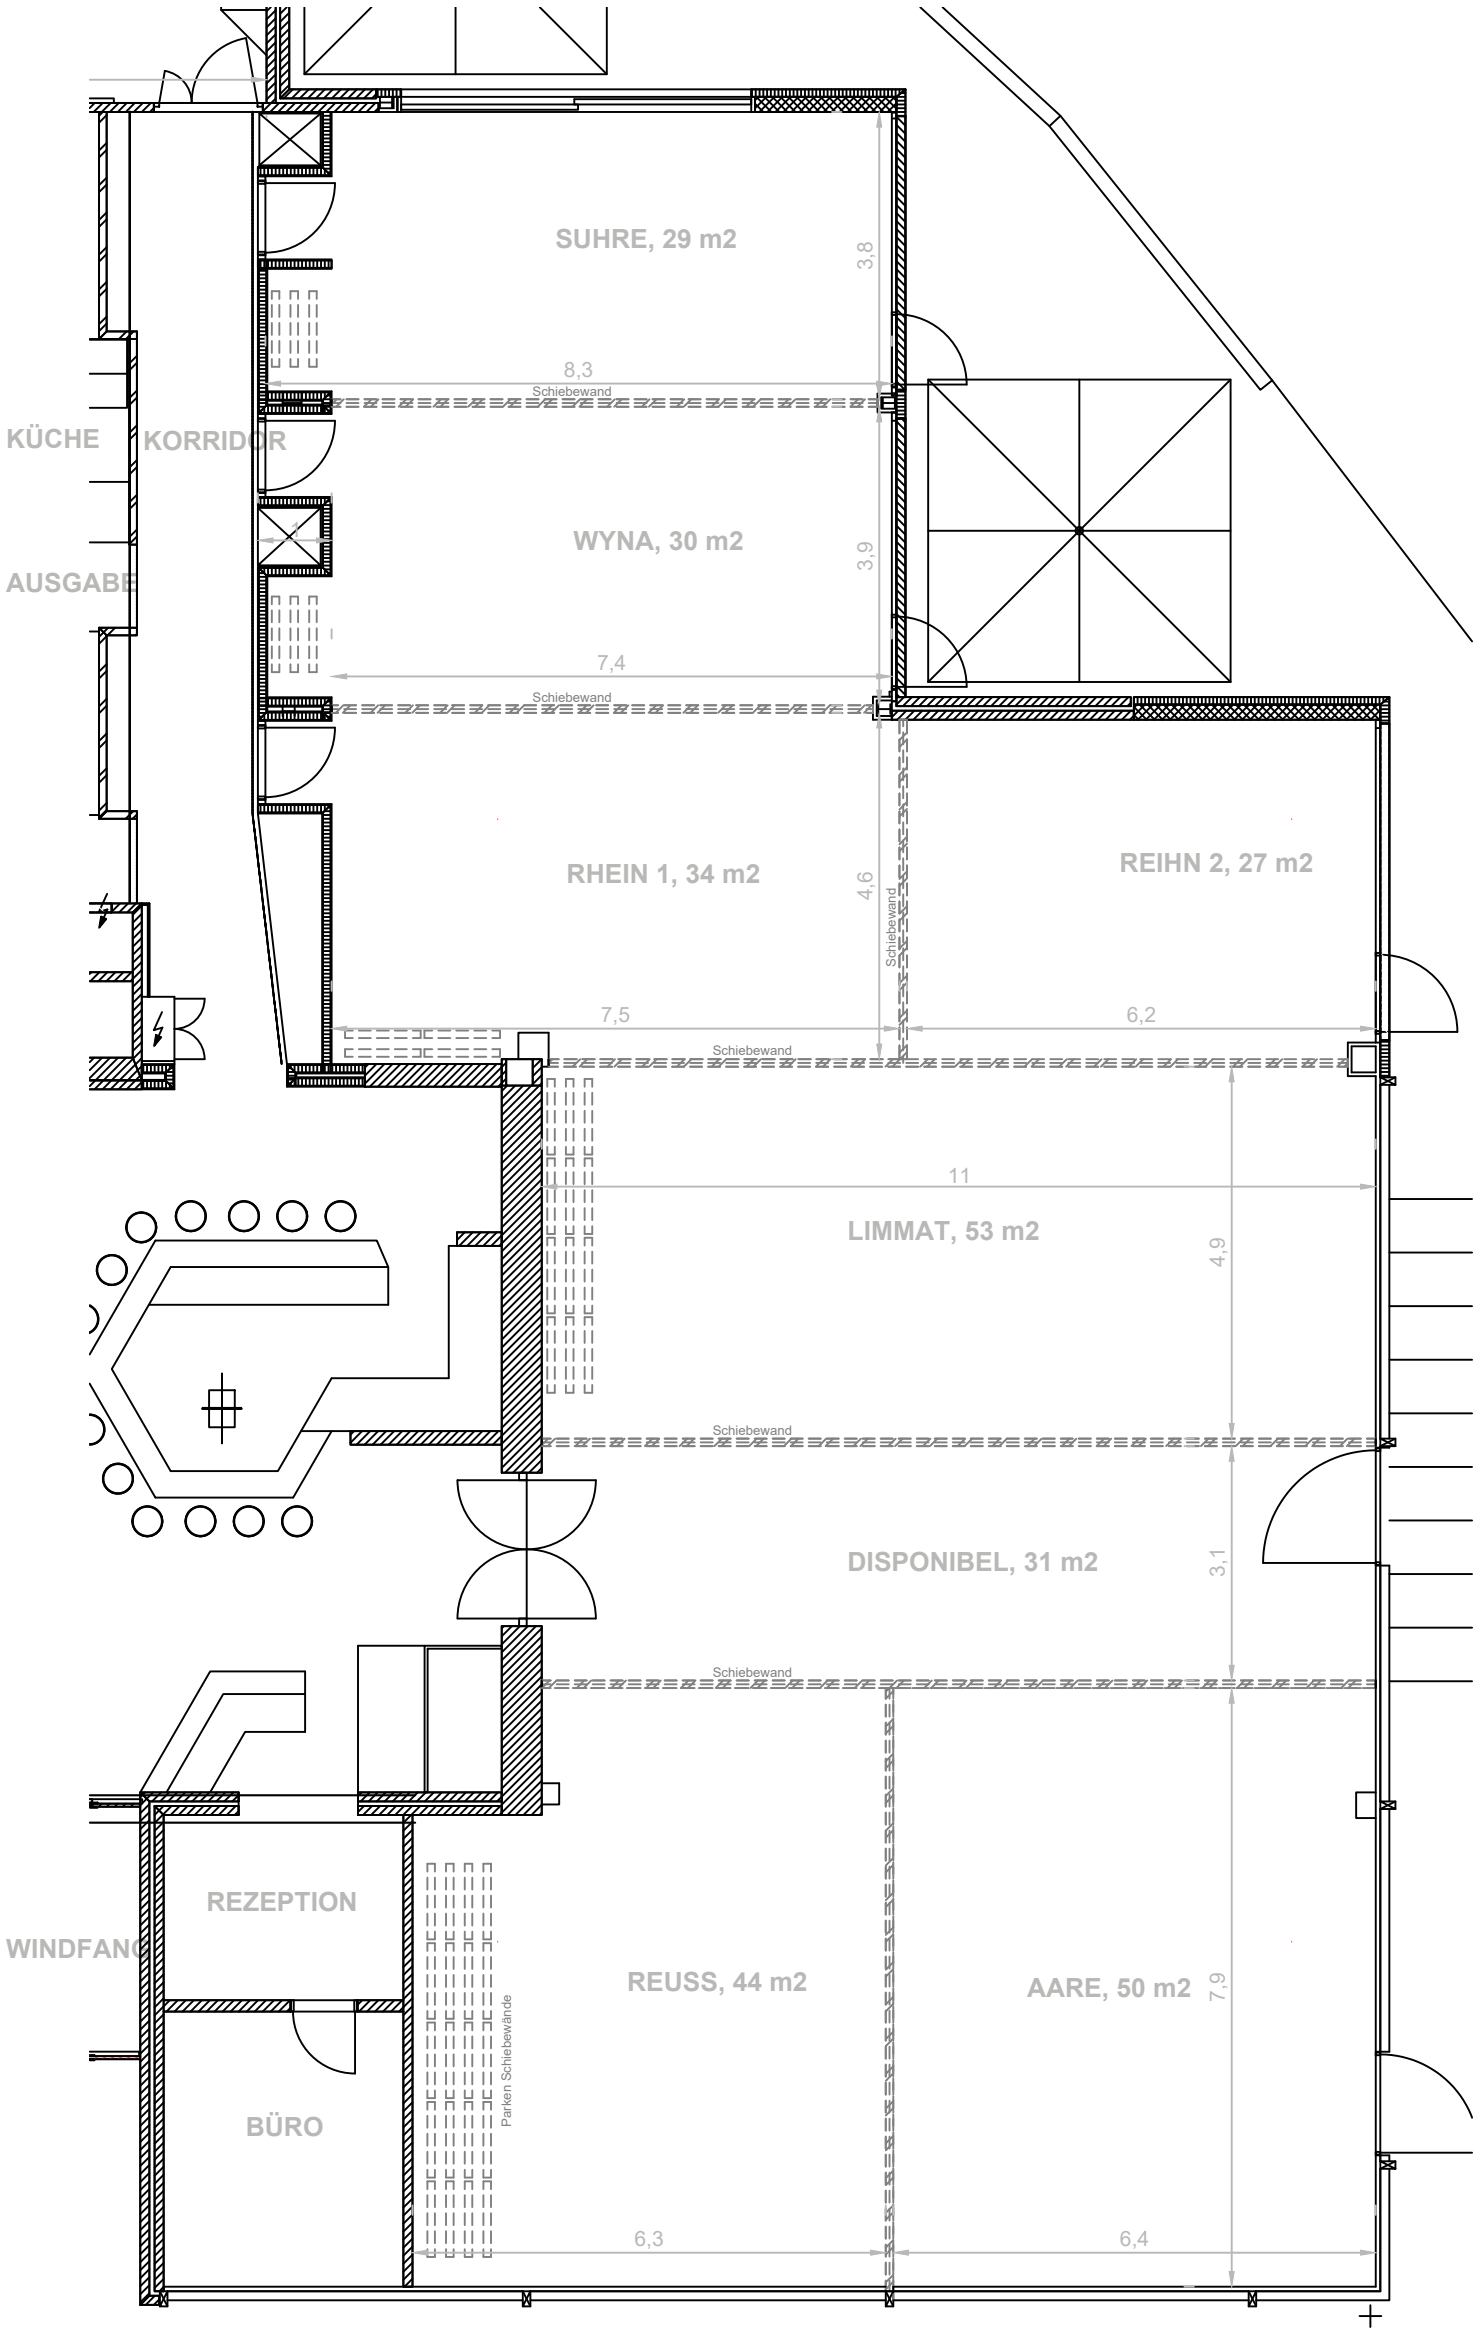 SUHRE, 29 m2
3,8
8,3
Schiebewand
KÜCHE
KORRIDOR
1
WYNA, 30 m2
3,9
AUSGABE
7,4
Schiebewand
RHEIN 1, 34 m2
4,6
Schiebewand
REIHN 2, 27 m2
7,5
6,2
Schiebewand
11
LIMMAT, 53 m2
4,9
Schiebewand
DISPONIBEL, 31 m2
3,1
Schiebewand
REZEPTION
WINDFANG
REUSS, 44 m2
AARE, 50 m2
7,9
Parken Schiebewände
BÜRO
6,3
6,4